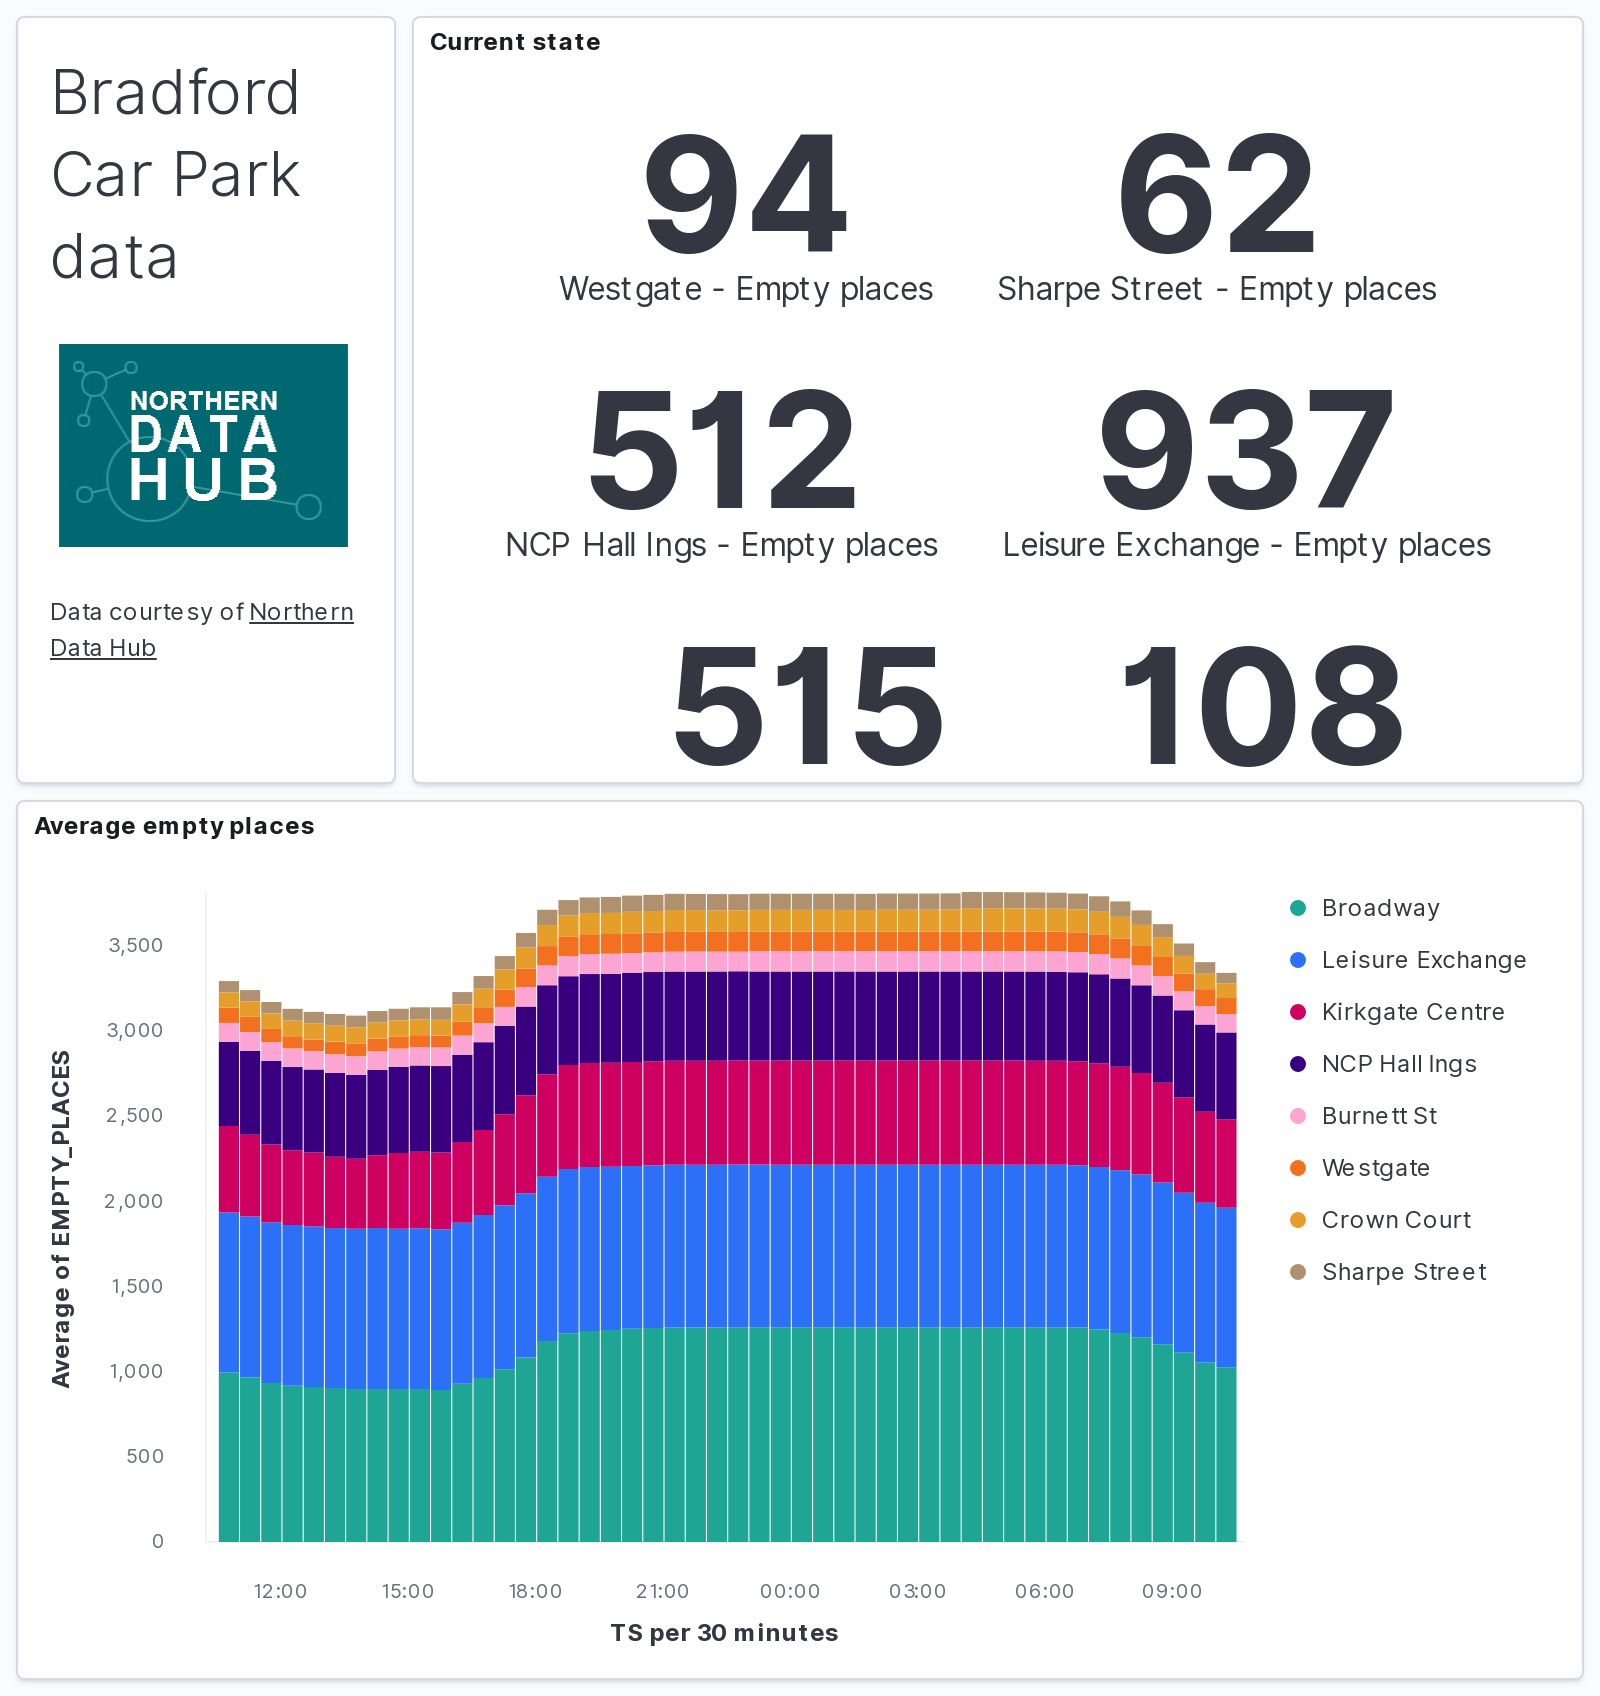 Bradford
Car Park
data
NORTHERN
DATA
HUB
Data courtesy of Northern
Data Hub
Current state
94
Westgate - Empty places
62
Sharpe Street - Empty places
512
NCP Hall Ings - Empty places
937
Leisure Exchange - Empty places
515
108
Average empty places
Average of EMPTY_PLACES
3,500
3,000
2,500
2,000
1,500
1,000
500
0
12:00
15:00
18:00
21:00
00:00
03:00
06:00
09:00
TS per 30 minutes
Broadway
Leisure Exchange
Kirkgate Centre
NCP Hall Ings
Burnett St
Westgate
Crown Court
Sharpe Street